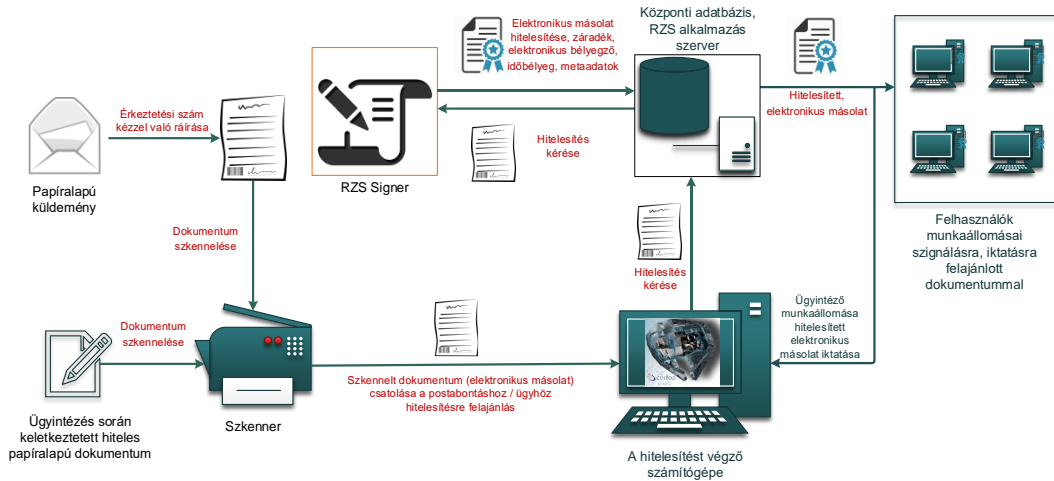 Elektronikus másolat
hitelesítése, záradék,
elektronikus bélyegző,
időbélyeg, metaadatok
Központi adatbázis,
RZS alkalmazás
szerver
Érkeztetési szám
kézzel való ráírása
Hitelesítés
kérése
Hitelesített,
elektronikus másolat
Papíralapú
küldemény
RZS Signer
Felhasználók
munkaállomásai
szignálásra, iktatásra
felajánlott
dokumentummal
Dokumentum
szkennelése
Hitelesítés
kérése
Ügyintéző
munkaállomása
hitelesített
elektronikus
másolat iktatása
Dokumentum
szkennelése
Szkennelt dokumentum (elektronikus másolat)
csatolása a postabontáshoz / ügyhöz
hitelesítésre felajánlás
Ügyintézés során
keletkeztetett hiteles
papíralapú dokumentum
Szkenner
A hitelesítést végző
számítógépe